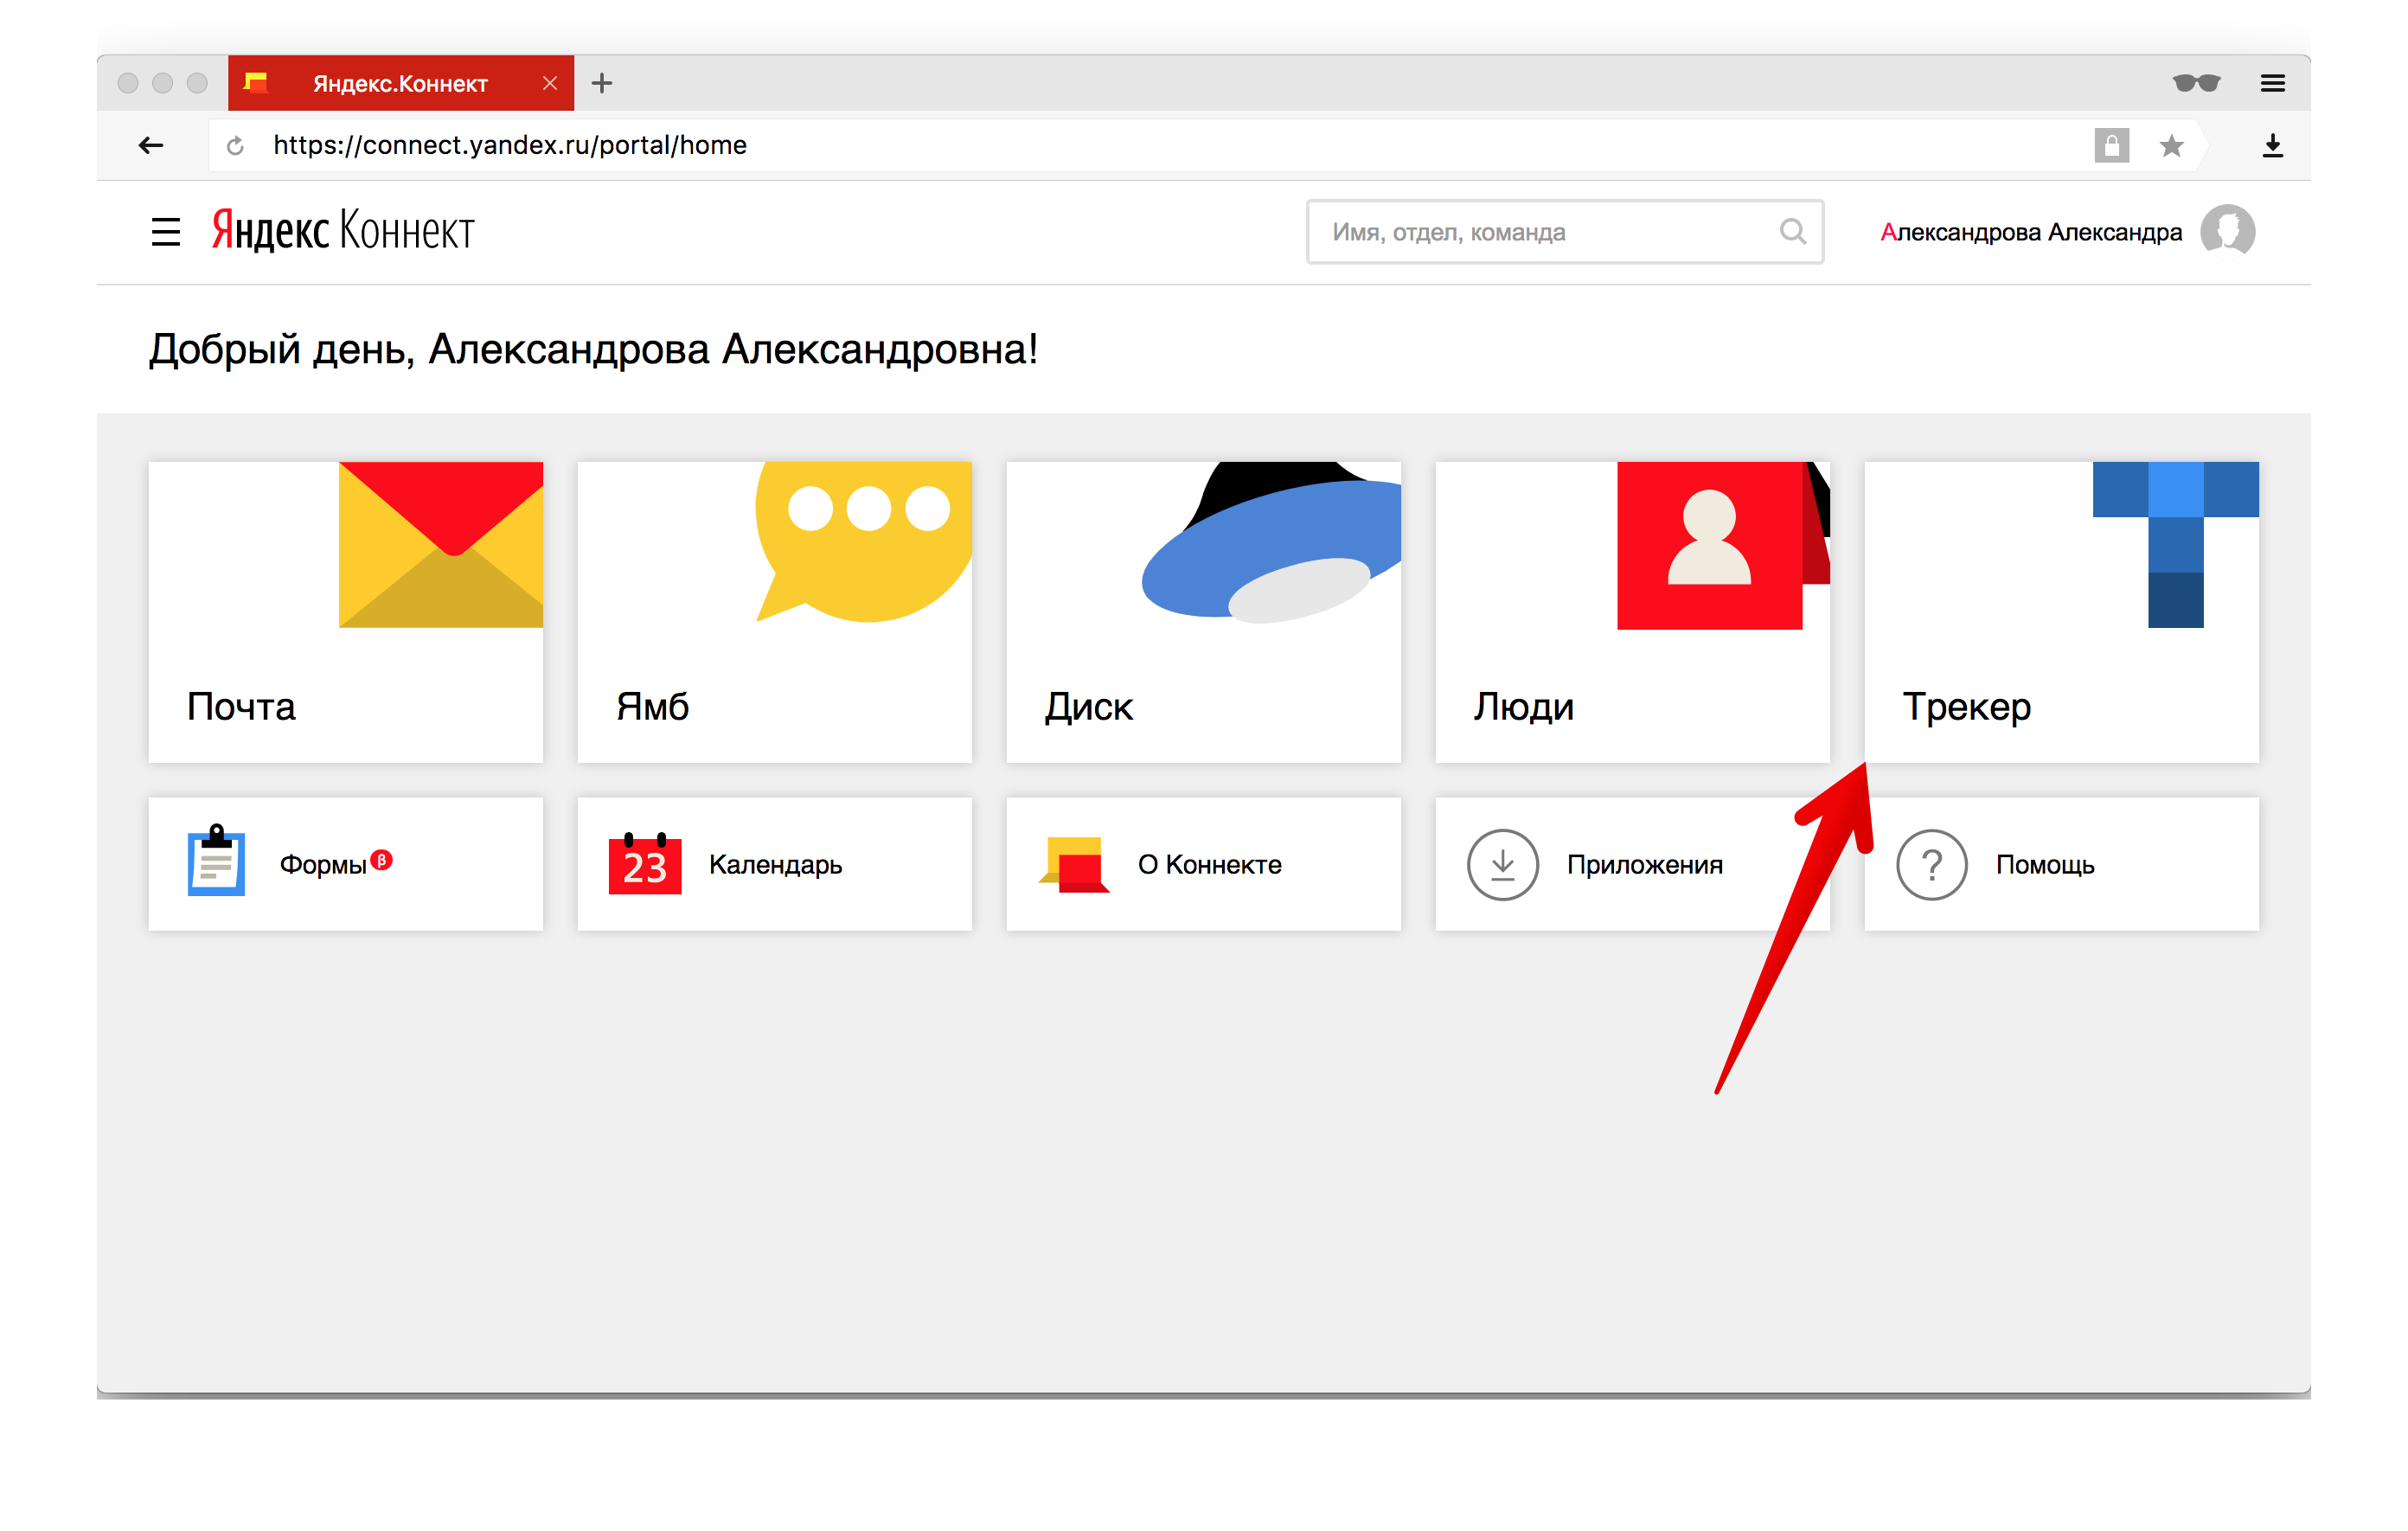 Яндекс.Коннект
https://connect.yandex.ru/portal/home
Яндекс Коннект
Имя, отдел, команда
Александрова Александра
Добрый день, Александрова Александровна!
Почта
Ямб
Диск
Люди
Трекер
Формы β
23 Календарь
О Коннекте
Приложения
? Помощь